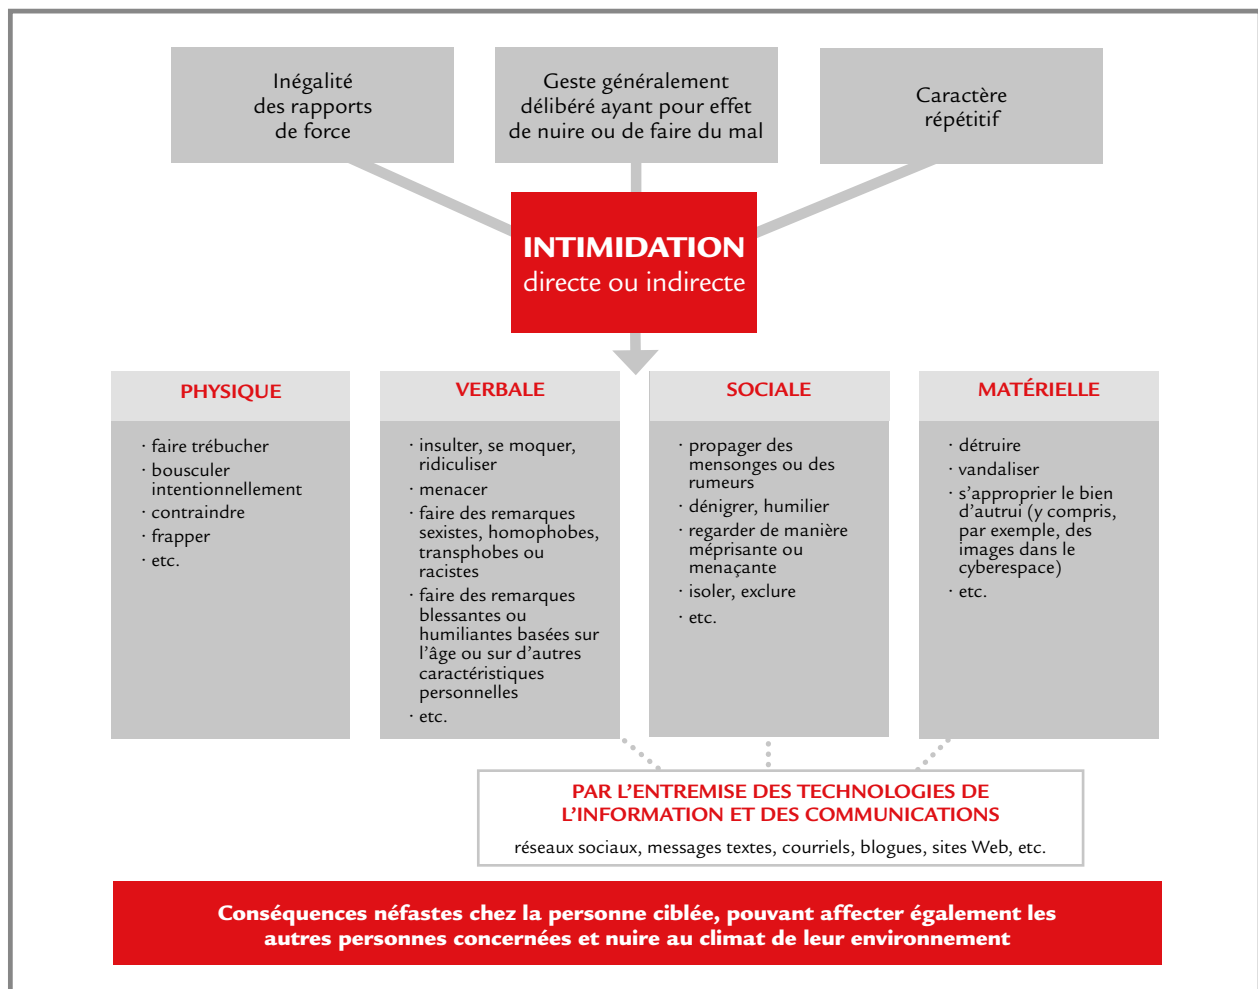 Inégalité
des rapports
de force
Geste généralement
délibéré ayant pour effet
de nuire ou de faire du mal
Caractère
répétitif
INTIMIDATION
directe ou indirecte
PHYSIQUE
· faire trébucher
· bousculer
intentionnellement
· contraindre
· frapper
· etc.
VERBALE
· insulter, se moquer,
ridiculiser
· menacer
· faire des remarques
sexistes, homophobes,
transphobes ou
racistes
· faire des remarques
blessantes ou
humiliantes basées sur
l’âge ou sur d’autres
caractéristiques
personnelles
· etc.
SOCIALE
· propager des
mensonges ou des
rumeurs
· dénigrer, humilier
· regarder de manière
méprisante ou
menaçante
· isoler, exclure
· etc.
MATÉRIELLE
· détruire
· vandaliser
· s’approprier le bien
d’autrui (y compris,
par exemple, des
images dans le
cyberespace)
· etc.
PAR L’ENTREMISE DES TECHNOLOGIES DE
L’INFORMATION ET DES COMMUNICATIONS
réseaux sociaux, messages textes, courriels, blogues, sites Web, etc.
Conséquences néfastes chez la personne ciblée, pouvant affecter également les
autres personnes concernées et nuire au climat de leur environnement